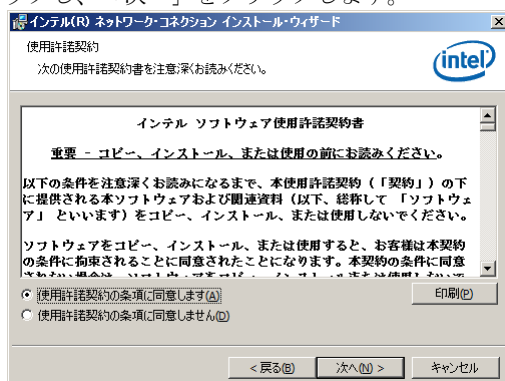 クリックします。
インテル(R) ネットワーク・コネクション インストール・ウィザード
使用許諾契約
次の使用許諾契約書を注意深くお読みください。
intel
インテル ソフトウェア使用許諾契約書
重要 - コピー、インストール、または使用の前にお読みください。
以下の条件を注意深くお読みになるまで、本使用許諾契約（「契約」）の下
に提供される本ソフトウェアおよび関連資料（以下、総称して 「ソフトウェ
ア」 といいます）をコピー、インストール、または使用しないでください。
ソフトウェアをコピー、インストール、または使用すると、お客様は本契約
の条件に拘束されることに同意されたことになります。本契約の条件に同意
使用許諾契約の条項に同意します(A)
印刷(P)
使用許諾契約の条項に同意しません(D)
< 戻る(B)
次へ(N) >
キャンセル